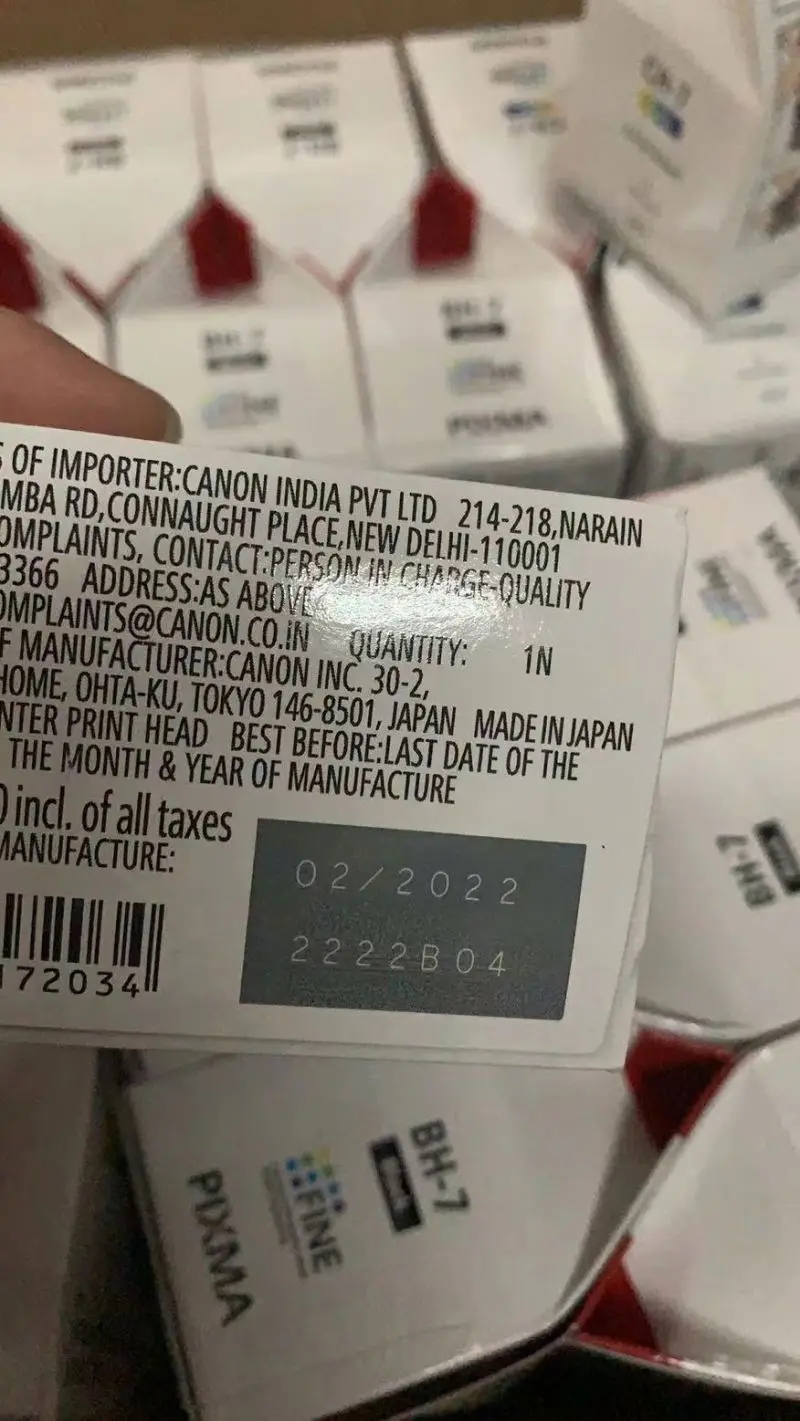 BH-7
PIXMA
OF IMPORTER:CANON INDIA PVT LTD 214-218,NARAIN
MBA RD,CONNAUGHT PLACE,NEW DELHI-110001
OMPLAINTS, CONTACT:PERSON IN CHARGE-QUALITY
3366 ADDRESS:AS ABOVE
OMPLAINTS@CANON.CO.IN QUANTITY: 1N
F MANUFACTURER:CANON INC. 30-2,
HOME, OHTA-KU, TOKYO 146-8501, JAPAN MADE IN JAPAN
NTER PRINT HEAD BEST BEFORE:LAST DATE OF THE
THE MONTH & YEAR OF MANUFACTURE
0 incl. of all taxes
MANUFACTURE:
02/2022
2222B04
172034
BH-7
BH-7
Black
FINE
PIXMA